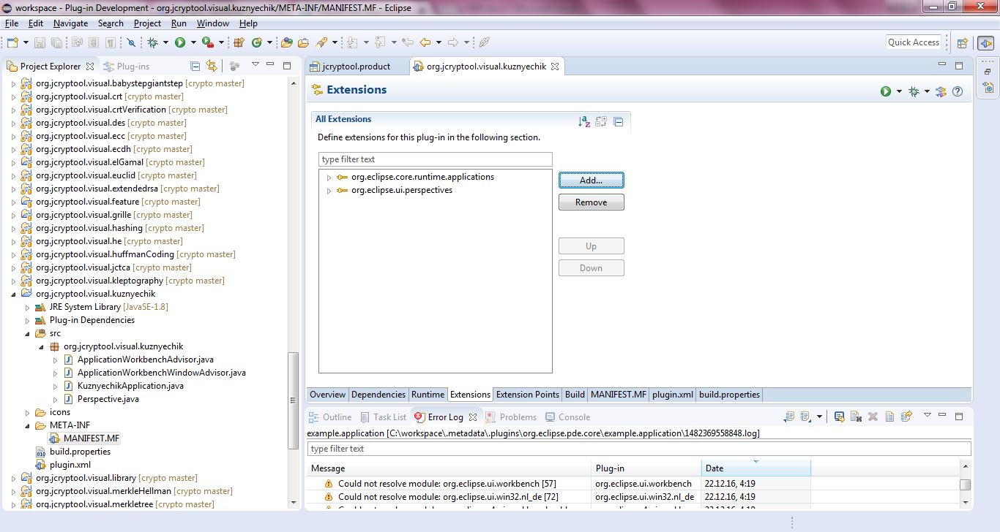 workspace - Plug-in Development - org.jcryptool.visual.kuznyechik/META-INF/MANIFEST.MF - Eclipse
File Edit Navigate Search Project Run Window Help
Quick Access
Project Explorer Plug-ins
org.jcryptool.visual.babystepgiantstep [crypto master]
org.jcryptool.visual.crt [crypto master]
org.jcryptool.visual.crtVerification [crypto master]
org.jcryptool.visual.des [crypto master]
org.jcryptool.visual.ecc [crypto master]
org.jcryptool.visual.ecdh [crypto master]
org.jcryptool.visual.elGamal [crypto master]
org.jcryptool.visual.euclid [crypto master]
org.jcryptool.visual.extendedrsa [crypto master]
org.jcryptool.visual.feature [crypto master]
org.jcryptool.visual.grille [crypto master]
org.jcryptool.visual.hashing [crypto master]
org.jcryptool.visual.he [crypto master]
org.jcryptool.visual.huffmanCoding [crypto master]
org.jcryptool.visual.jctca [crypto master]
org.jcryptool.visual.kleptography [crypto master]
org.jcryptool.visual.kuznyechik
JRE System Library [JavaSE-1.8]
Plug-in Dependencies
src
org.jcryptool.visual.kuznyechik
ApplicationWorkbenchAdvisor.java
ApplicationWorkbenchWindowAdvisor.java
KuznyechikApplication.java
Perspective.java
icons
META-INF
MANIFEST.MF
build.properties
plugin.xml
org.jcryptool.visual.library [crypto master]
org.jcryptool.visual.merkleHellman [crypto master]
org.jcryptool.visual.merkletree [crypto master]
jcryptool.product org.jcryptool.visual.kuznyechik
Extensions
All Extensions
Define extensions for this plug-in in the following section.
type filter text
org.eclipse.core.runtime.applications
org.eclipse.ui.perspectives
Add...
Remove
Up
Down
Overview Dependencies Runtime Extensions Extension Points Build MANIFEST.MF plugin.xml build.properties
Outline Task List Error Log Problems Console
example.application [C:\workspace\.metadata\.plugins\org.eclipse.pde.core\example.application\1482369558848.log]
type filter text
Message Plug-in Date
Could not resolve module: org.eclipse.ui.workbench [57] org.eclipse.ui.workbench 22.12.16, 4:19
Could not resolve module: org.eclipse.ui.win32.nl_de [72] org.eclipse.ui.win32.nl_de 22.12.16, 4:19